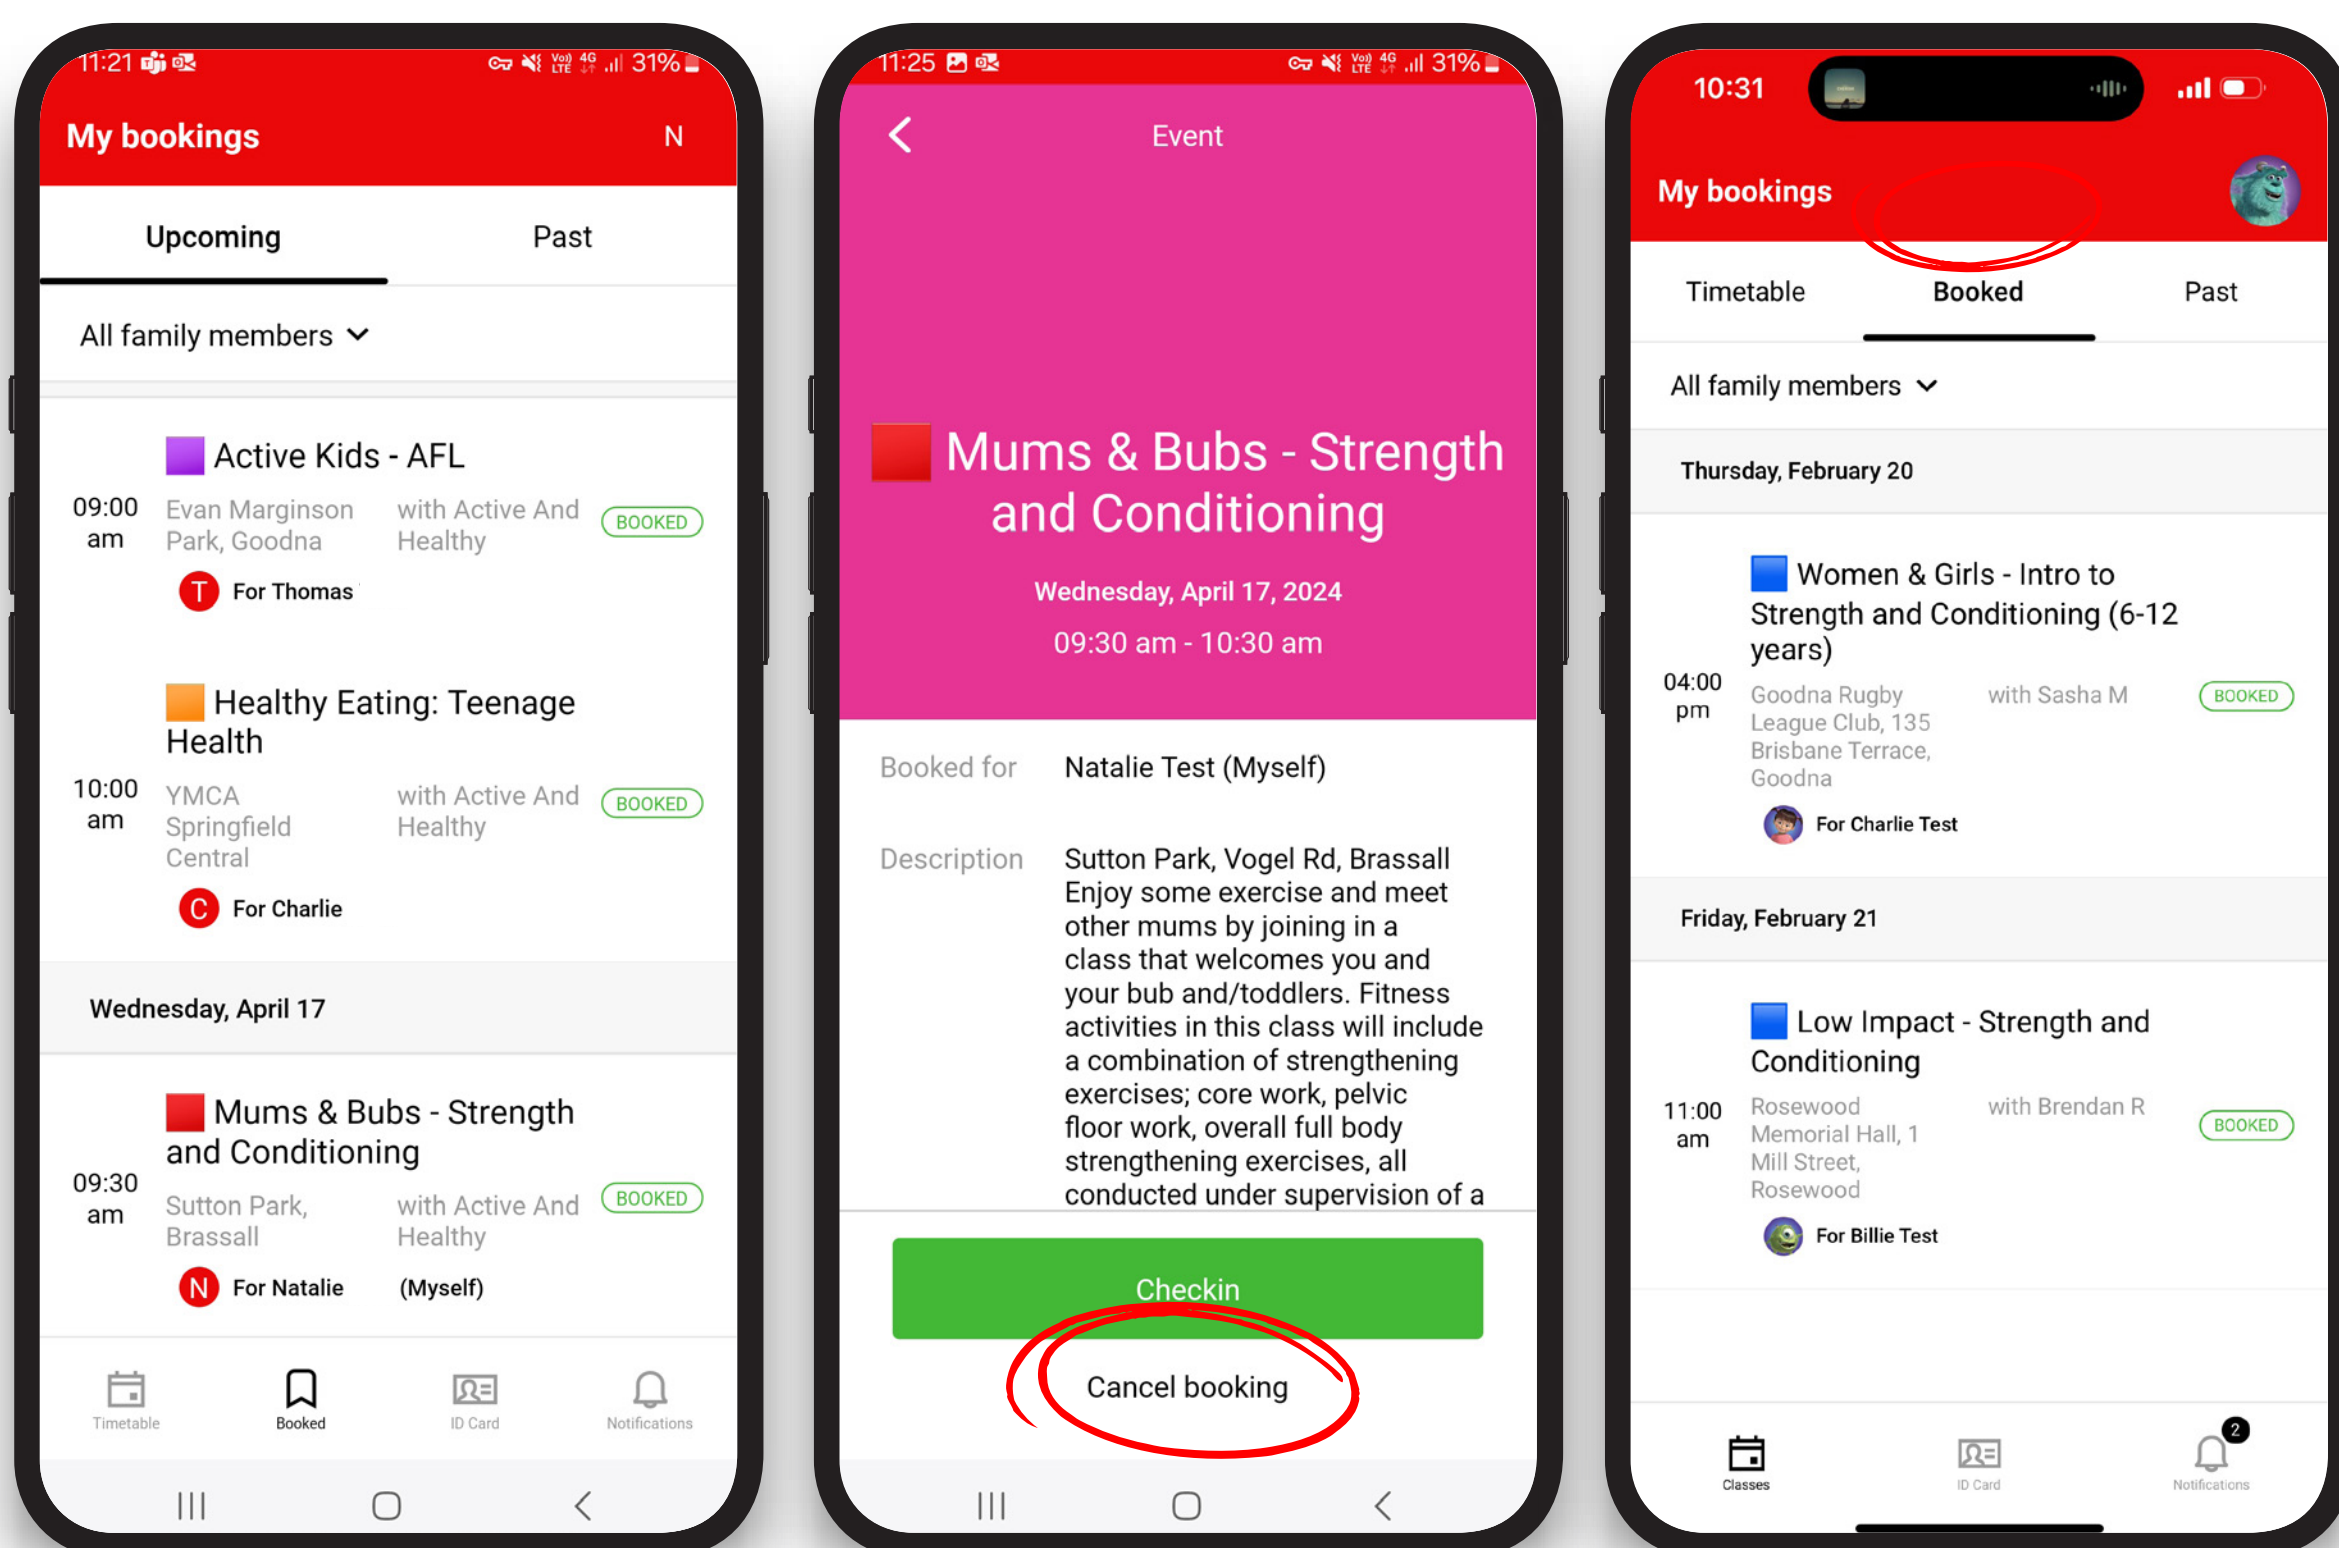 11:21
Vo)) 4G
LTE
31%
My bookings
N
Upcoming
Past
All family members
Active Kids - AFL
09:00
am
Evan Marginson
Park, Goodna
with Active And
Healthy
BOOKED
T
For Thomas
Healthy Eating: Teenage
Health
10:00
am
YMCA
Springfield
Central
with Active And
Healthy
BOOKED
C
For Charlie
Wednesday, April 17
Mums & Bubs - Strength
and Conditioning
09:30
am
Sutton Park,
Brassall
with Active And
Healthy
BOOKED
N
For Natalie (Myself)
Timetable
Booked
ID Card
Notifications
11:25
Vo)) 4G
LTE
31%
Event
Mums & Bubs - Strength
and Conditioning
Wednesday, April 17, 2024
09:30 am - 10:30 am
Booked for
Natalie Test (Myself)
Description
Sutton Park, Vogel Rd, Brassall
Enjoy some exercise and meet
other mums by joining in a
class that welcomes you and
your bub and/toddlers. Fitness
activities in this class will include
a combination of strengthening
exercises; core work, pelvic
floor work, overall full body
strengthening exercises, all
conducted under supervision of a
Checkin
Cancel booking
10:31
My bookings
Timetable
Booked
Past
All family members
Thursday, February 20
Women & Girls - Intro to
Strength and Conditioning (6-12
years)
04:00
pm
Goodna Rugby
League Club, 135
Brisbane Terrace,
Goodna
with Sasha M
BOOKED
For Charlie Test
Friday, February 21
Low Impact - Strength and
Conditioning
11:00
am
Rosewood
Memorial Hall, 1
Mill Street,
Rosewood
with Brendan R
BOOKED
For Billie Test
Classes
ID Card
2
Notifications